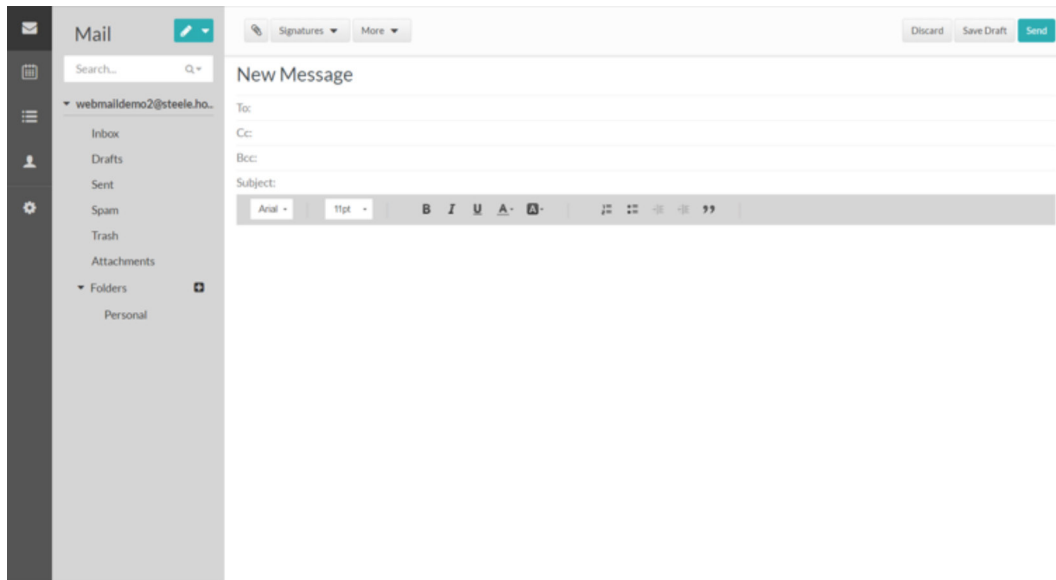 Mail
Search...
webmaildemo2@steele.ho..
Inbox
Drafts
Sent
Spam
Trash
Attachments
Folders
Personal
Signatures More
Discard Save Draft Send
New Message
To:
Cc:
Bcc:
Subject:
Arial 11pt B I U A A